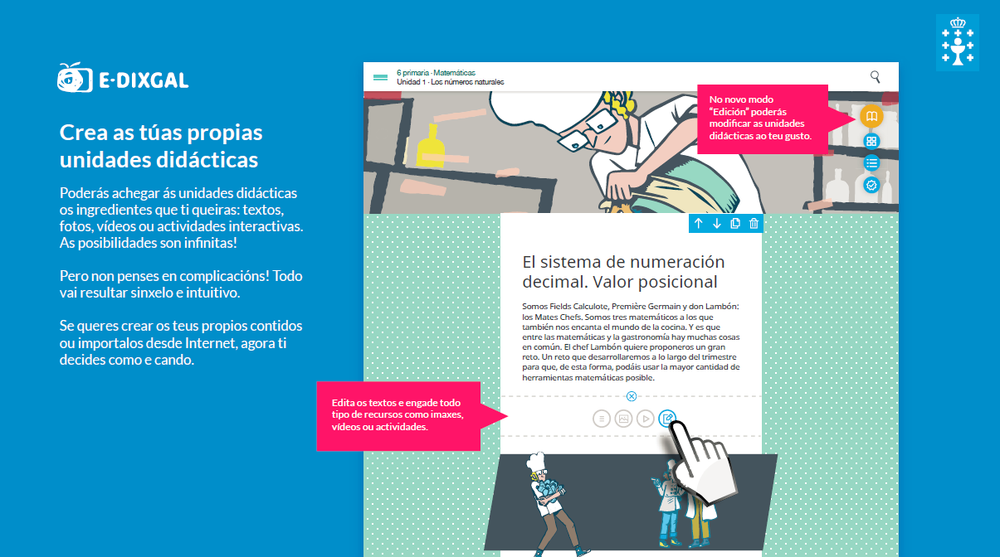 E-DIXGAL
Crea as túas propias
unidades didácticas
Poderás achegar ás unidades didácticas
os ingredientes que ti queiras: textos,
fotos, vídeos ou actividades interactivas.
As posibilidades son infinitas!
Pero non penses en complicacións! Todo
vai resultar sinxelo e intuitivo.
Se queres crear os teus propios contidos
ou importalos desde Internet, agora ti
decides como e cando.
6 primaria · Matemáticas
Unidad 1 · Los números naturales
No novo modo
“Edición” poderás
modificar as unidades
didácticas ao teu gusto.
El sistema de numeración
decimal. Valor posicional
Somos Fields Calculote, Première Germain y don Lambón:
los Mates Chefs. Somos tres matemáticos a los que
también nos encanta el mundo de la cocina. Y es que
entre las matemáticas y la gastronomía hay muchas cosas
en común. El chef Lambón quiere proponeros un gran
reto. Un reto que desarrollaremos a lo largo del trimestre
para que, de esta forma, podáis usar la mayor cantidad de
herramientas matemáticas posible.
Edita os textos e engade todo
tipo de recursos como imaxes,
vídeos ou actividades.